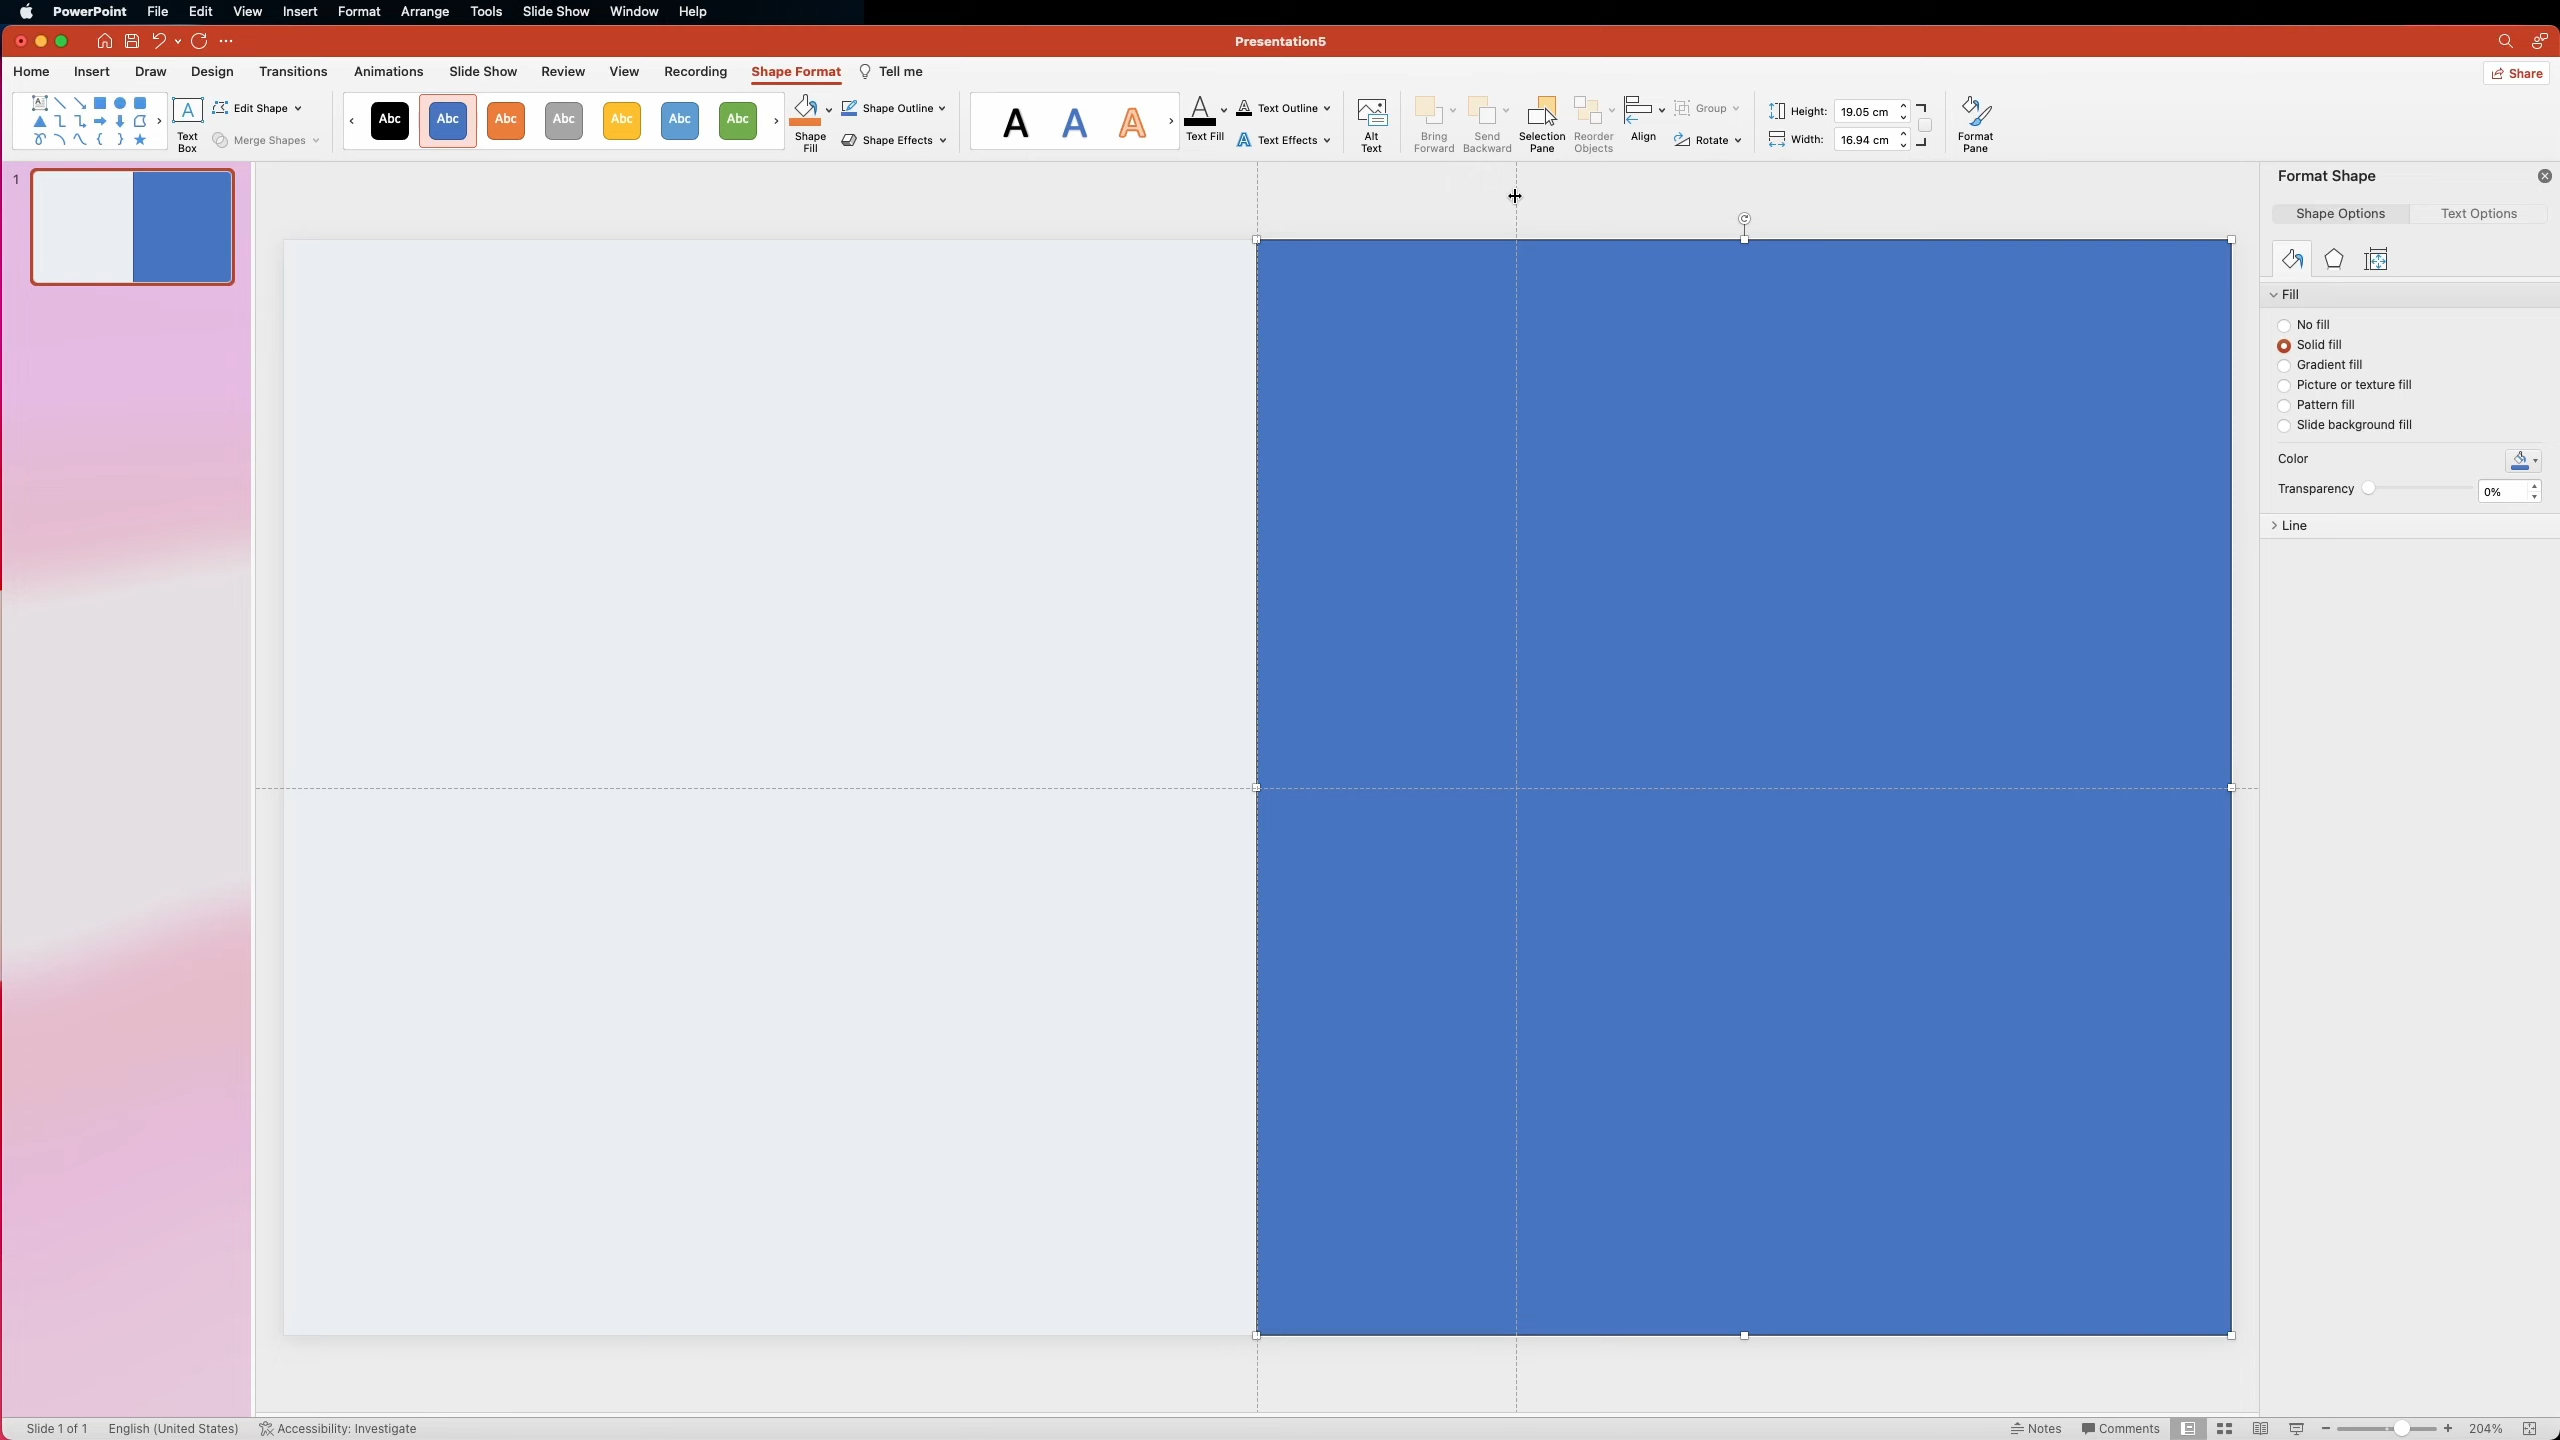 PowerPoint File Edit View Insert Format Arrange Tools Slide Show Window Help
Presentation5
Home Insert Draw Design Transitions Animations Slide Show Review View Recording Shape Format Tell me
Share
A
Text Box
Edit Shape
Merge Shapes
Abc Abc Abc Abc Abc Abc Abc
Shape Fill
Shape Outline
Shape Effects
A A A
Text Fill
Text Outline
Text Effects
Alt Text
Bring Forward
Send Backward
Selection Pane
Reorder Objects
Align
Group
Rotate
Height: 19.05 cm
Width: 16.94 cm
Format Pane
1
Format Shape
Shape Options Text Options
Fill
No fill
Solid fill
Gradient fill
Picture or texture fill
Pattern fill
Slide background fill
Color
Transparency 0%
Line
Slide 1 of 1 English (United States) Accessibility: Investigate Notes Comments 204%